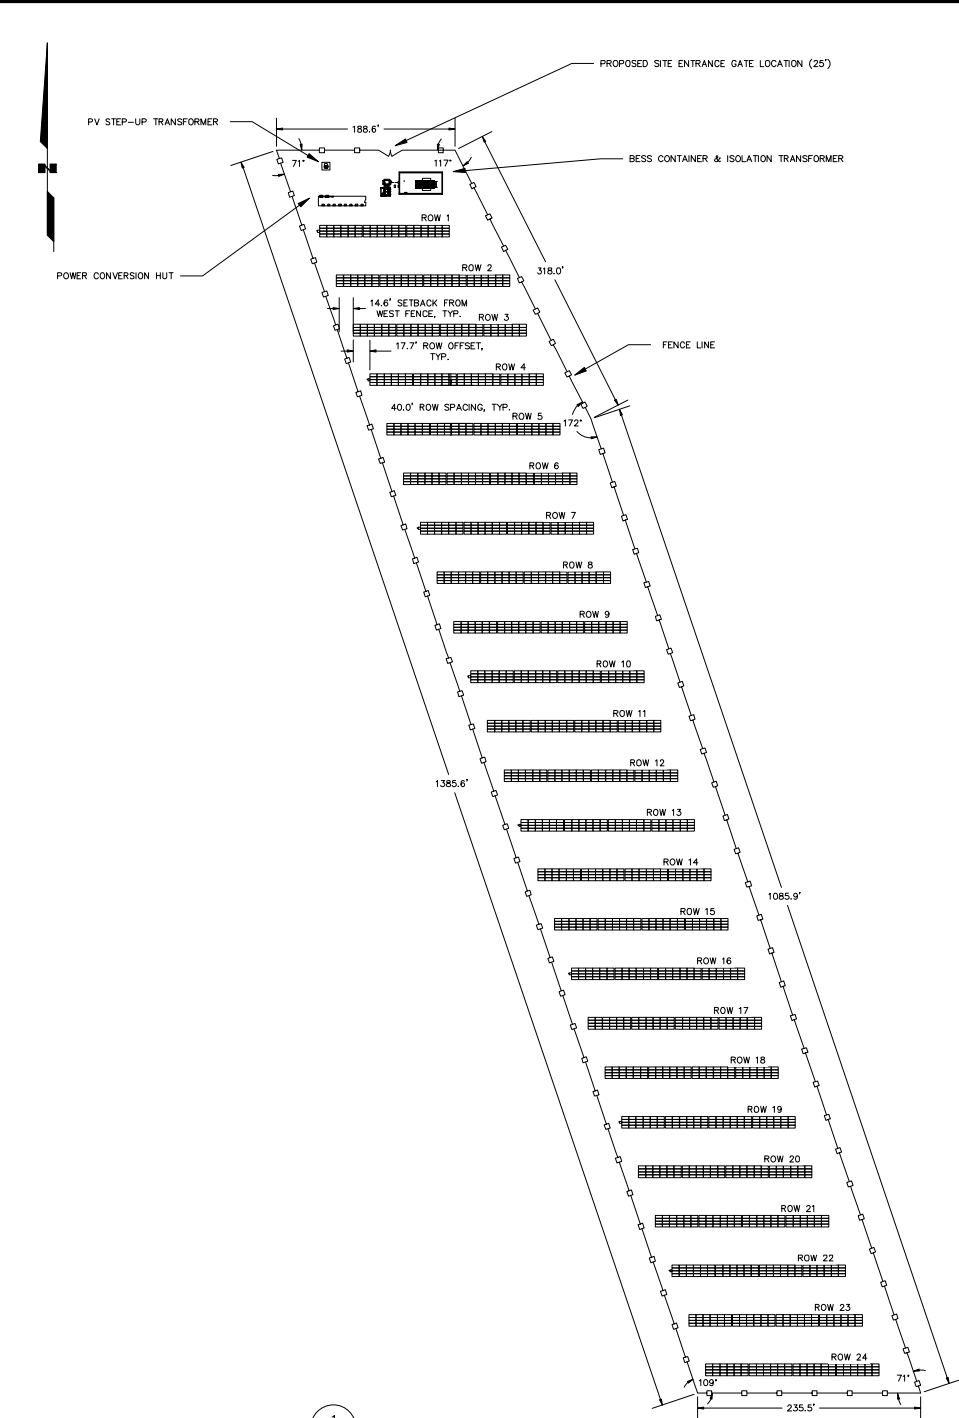 PROPOSED SITE ENTRANCE GATE LOCATION (25')
PV STEP-UP TRANSFORMER
188.6'
71°
117°
BESS CONTAINER & ISOLATION TRANSFORMER
N
ROW 1
POWER CONVERSION HUT
ROW 2
318.0'
14.6' SETBACK FROM
WEST FENCE, TYP.
ROW 3
17.7' ROW OFFSET,
TYP.
FENCE LINE
ROW 4
40.0' ROW SPACING, TYP.
ROW 5
172°
ROW 6
ROW 7
ROW 8
ROW 9
ROW 10
ROW 11
ROW 12
1385.6'
ROW 13
ROW 14
1085.9'
ROW 15
ROW 16
ROW 17
ROW 18
ROW 19
ROW 20
ROW 21
ROW 22
ROW 23
ROW 24
109°
71°
235.5'